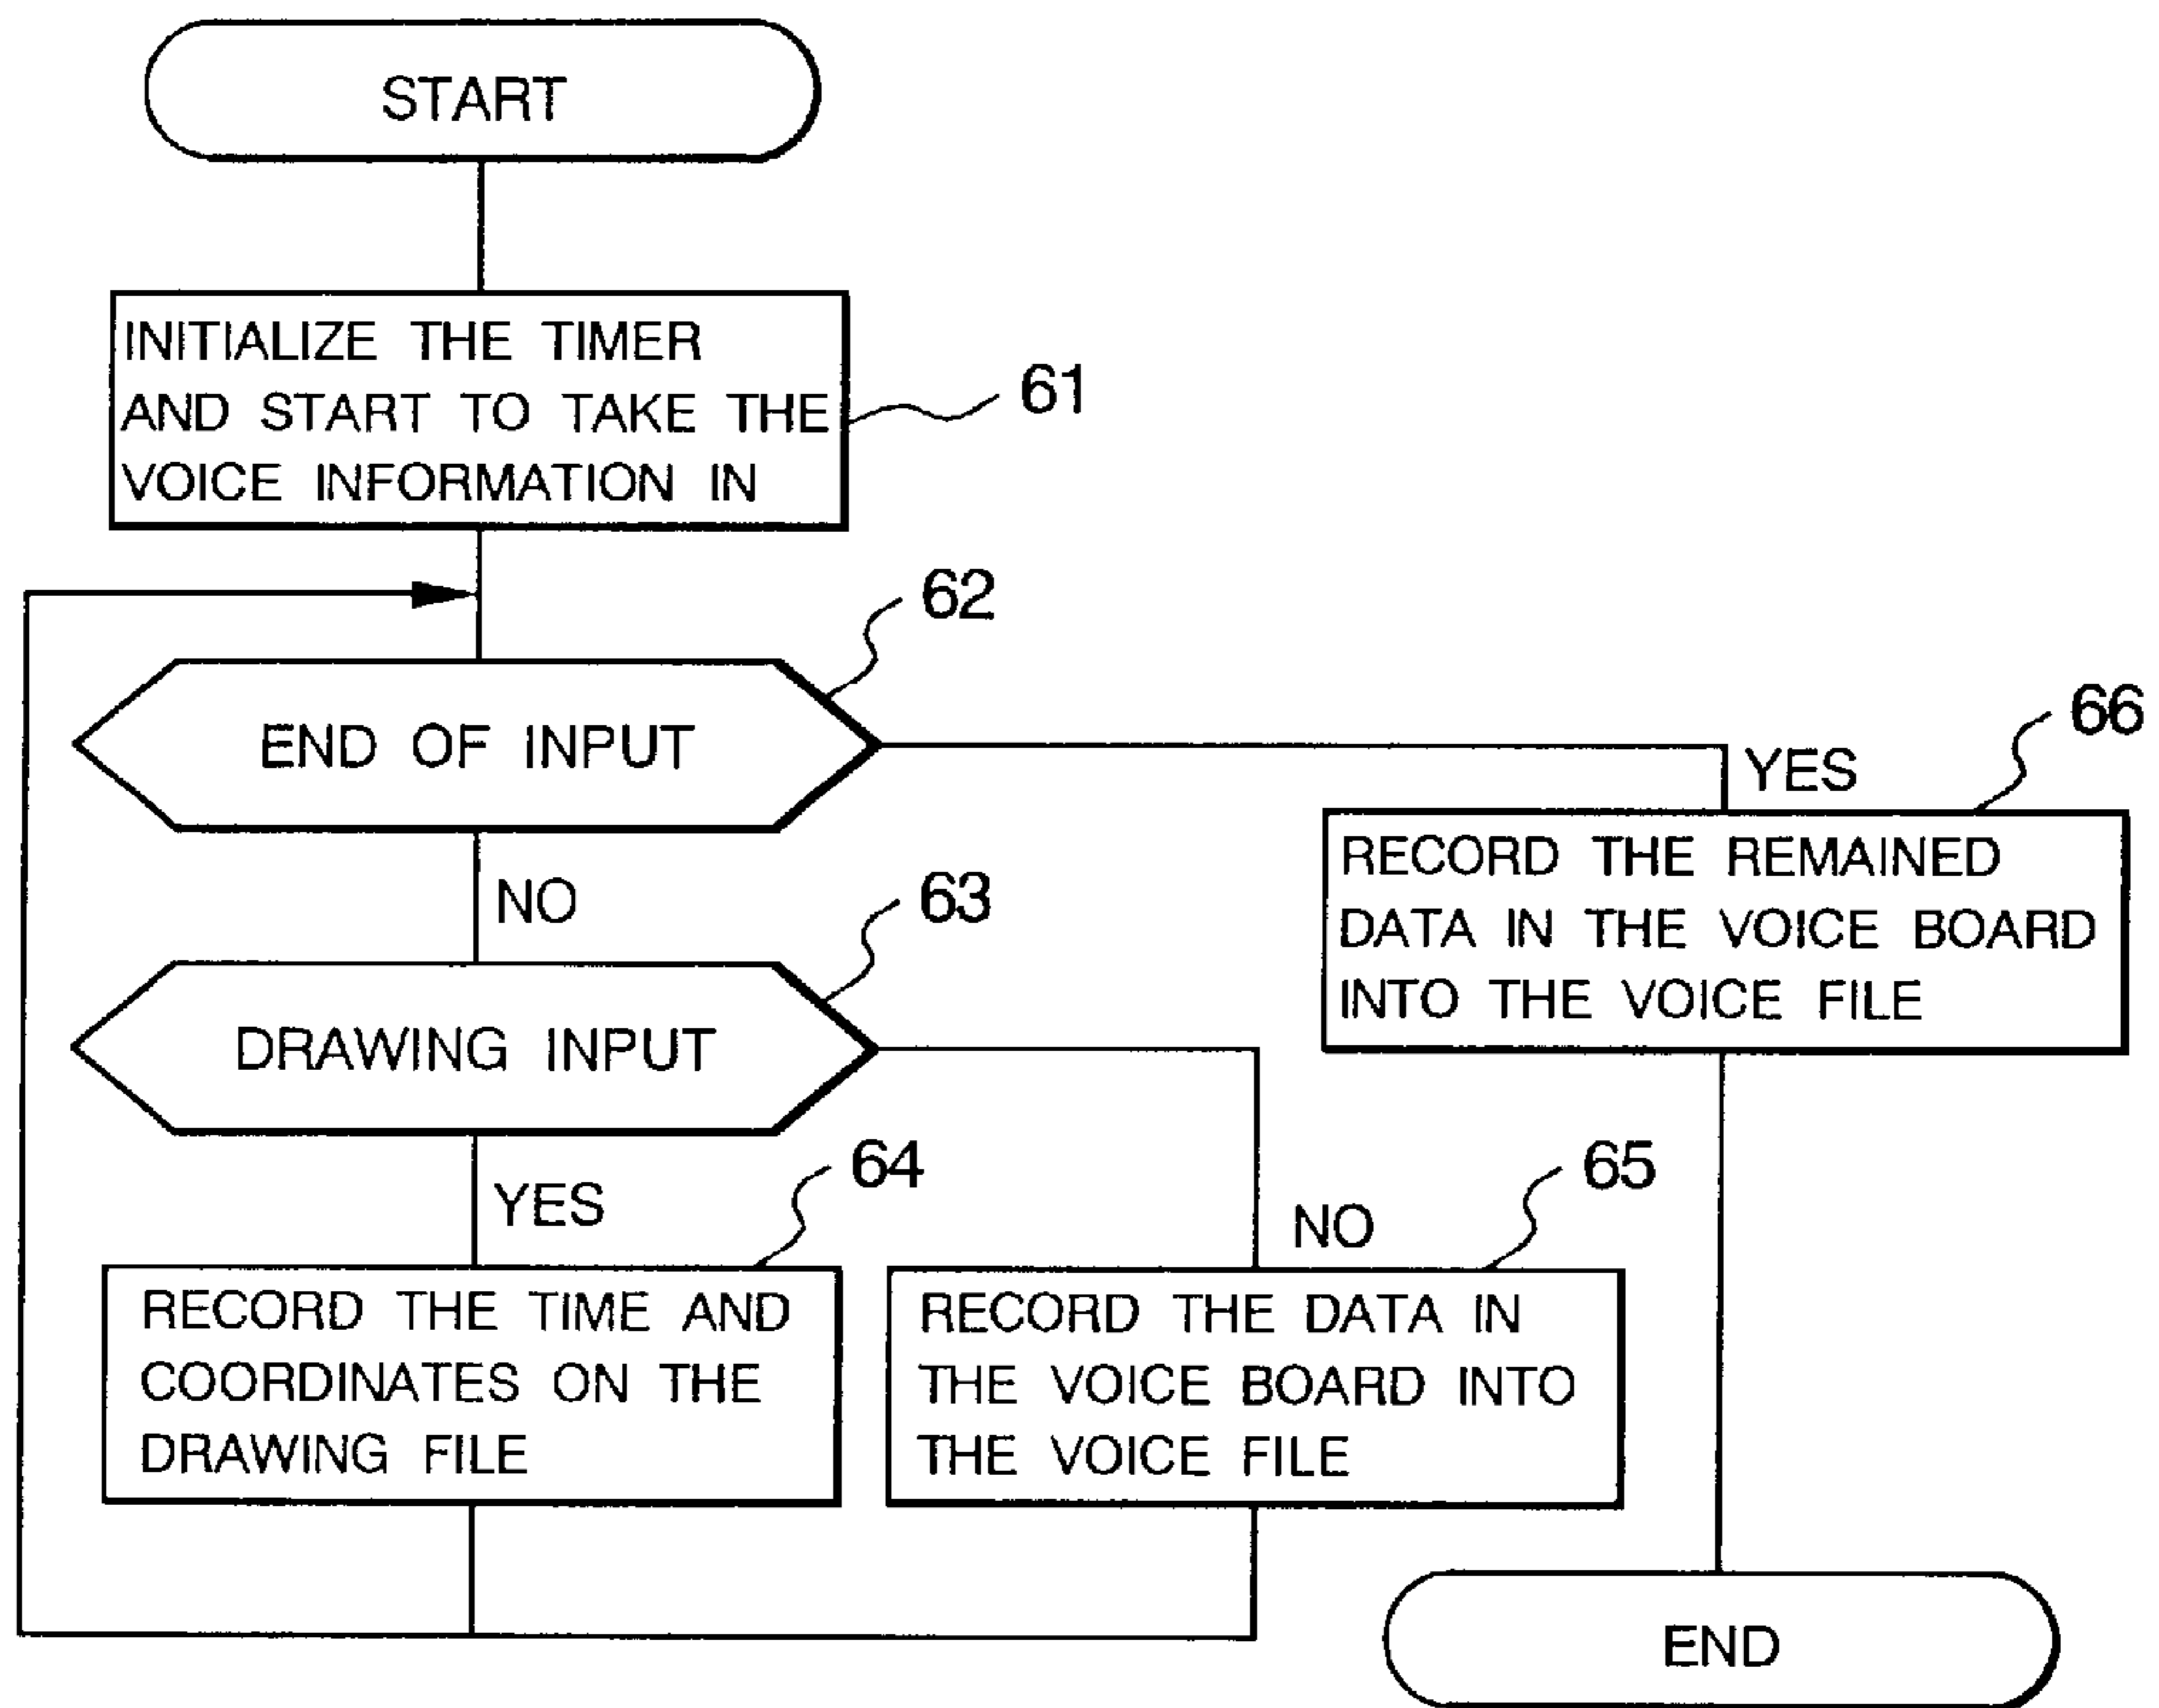 START
INITIALIZE THE TIMER
AND START TO TAKE THE
VOICE INFORMATION IN
61
62
END OF INPUT
YES
66
RECORD THE REMAINED
DATA IN THE VOICE BOARD
INTO THE VOICE FILE
NO
63
DRAWING INPUT
YES
64
NO
65
RECORD THE TIME AND
COORDINATES ON THE
DRAWING FILE
RECORD THE DATA IN
THE VOICE BOARD INTO
THE VOICE FILE
END